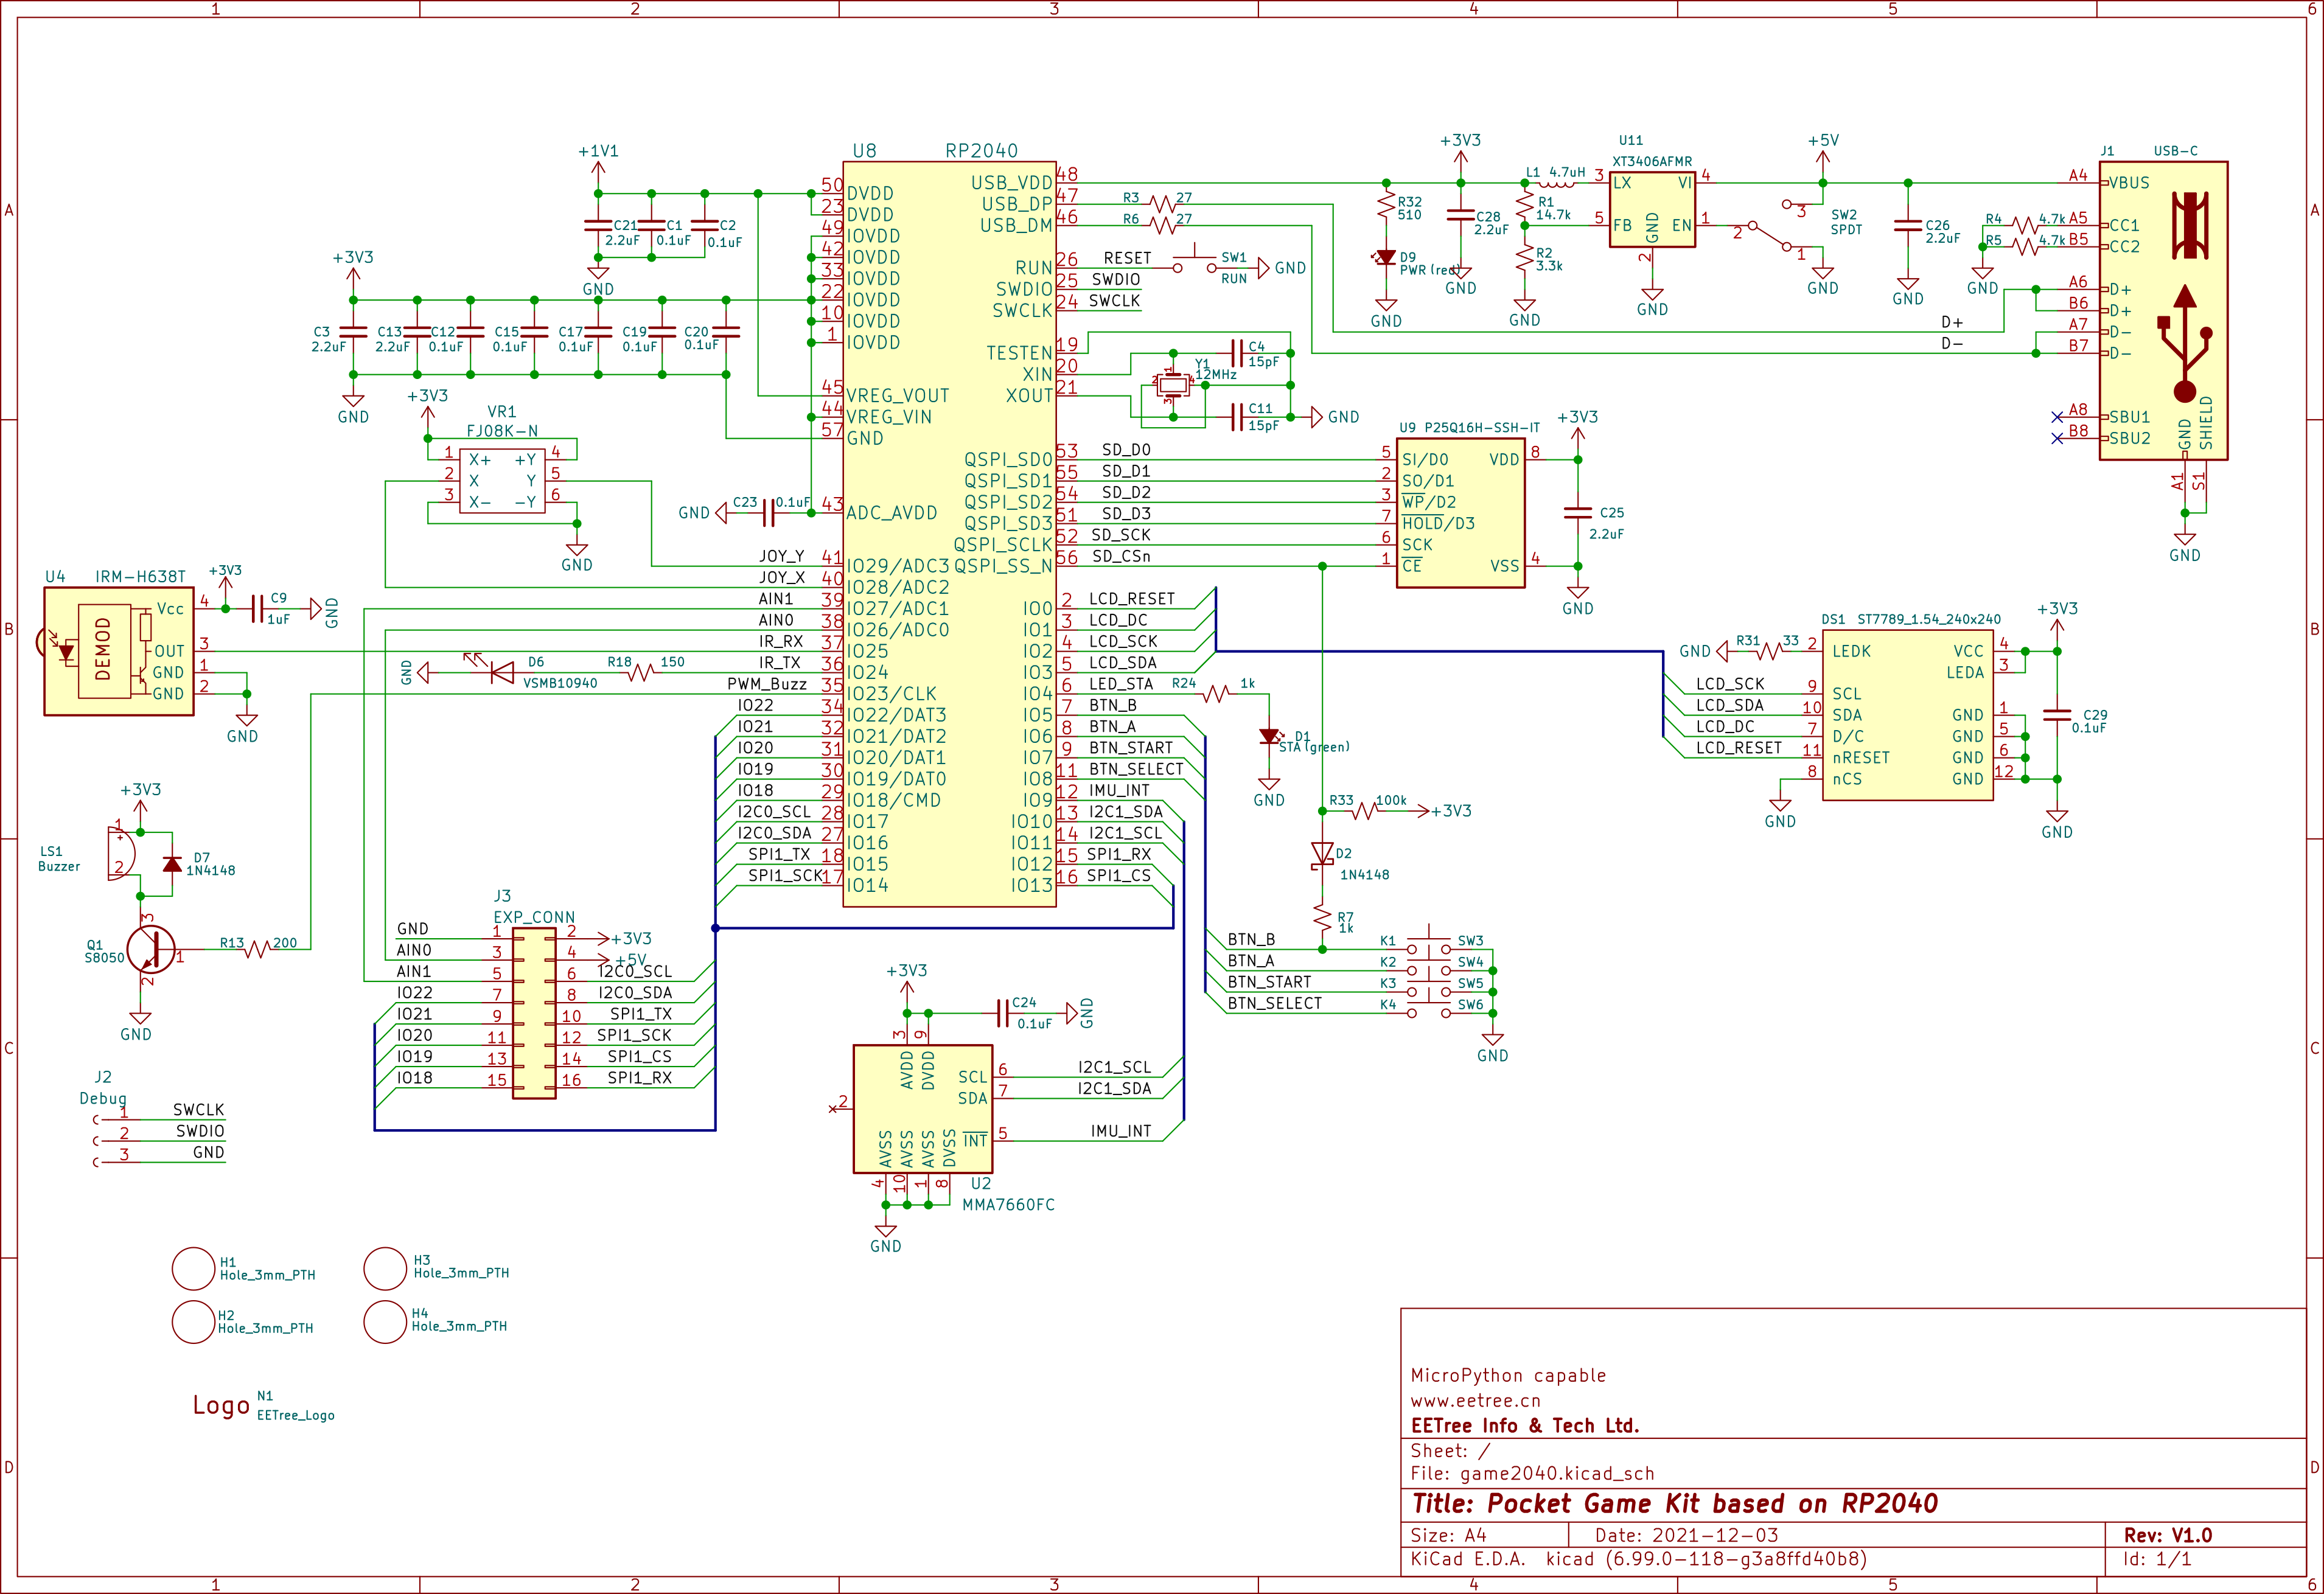 1 2 3 4 5 6
A
B
C
D
+1V1
C21 2.2uF
C1 0.1uF
C2 0.1uF
GND
+3V3
C3 2.2uF
C13 2.2uF
C12 0.1uF
C15 0.1uF
C17 0.1uF
C19 0.1uF
C20 0.1uF
GND
+3V3
VR1
FJ08K-N
1 X+ +Y 4
2 X Y 5
3 X- -Y 6
GND
GND C23 0.1uF
U8 RP2040
50 DVDD
23 DVDD
49 IOVDD
42 IOVDD
33 IOVDD
22 IOVDD
10 IOVDD
1 IOVDD
45 VREG_VOUT
44 VREG_VIN
57 GND
43 ADC_AVDD
JOY_Y 41 IO29/ADC3
JOY_X 40 IO28/ADC2
AIN1 39 IO27/ADC1
AIN0 38 IO26/ADC0
IR_RX 37 IO25
IR_TX 36 IO24
PWM_Buzz 35 IO23/CLK
IO22 34 IO22/DAT3
IO21 32 IO21/DAT2
IO20 31 IO20/DAT1
IO19 30 IO19/DAT0
IO18 29 IO18/CMD
I2C0_SCL 28 IO17
I2C0_SDA 27 IO16
SPI1_TX 18 IO15
SPI1_SCK 17 IO14
USB_VDD 48
USB_DP 47 R3 27
USB_DM 46 R6 27
RUN 26 RESET SW1 RUN GND
SWDIO 25 SWDIO
SWCLK 24 SWCLK
TESTEN 19
XIN 20
XOUT 21
C4 15pF
Y1 12MHz
1 2 3 4
C11 15pF
GND
QSPI_SD0 53 SD_D0
QSPI_SD1 55 SD_D1
QSPI_SD2 54 SD_D2
QSPI_SD3 51 SD_D3
QSPI_SCLK 52 SD_SCK
QSPI_SS_N 56 SD_CSn
IO0 2 LCD_RESET
IO1 3 LCD_DC
IO2 4 LCD_SCK
IO3 5 LCD_SDA
IO4 6 LED_STA R24 1k
IO5 7 BTN_B
IO6 8 BTN_A
IO7 9 BTN_START
IO8 11 BTN_SELECT
IO9 12 IMU_INT
IO10 13 I2C1_SDA
IO11 14 I2C1_SCL
IO12 15 SPI1_RX
IO13 16 SPI1_CS
D1
STA(green)
GND
R32 510
D9
PWR (red)
GND
+3V3
C28 2.2uF
GND
L1 4.7uH
R1 14.7k
R2 3.3k
GND
U11
XT3406AFMR
3 LX VI 4
5 FB EN 1
GND 2
GND
+5V
SW2 SPDT
2 3 1
GND
C26 2.2uF
GND
R4 4.7k
R5 4.7k
GND
D+
D-
J1 USB-C
A4 VBUS
A5 CC1
B5 CC2
A6 D+
B6 D+
A7 D-
B7 D-
A8 SBU1
B8 SBU2
GND SHIELD
A1 S1
GND
U9 P25Q16H-SSH-IT
5 SI/D0 VDD 8
2 SO/D1
3 WP/D2
7 HOLD/D3
6 SCK
1 CE VSS 4
+3V3
C25 2.2uF
GND
DS1 ST7789_1.54_240x240
GND R31 33
2 LEDK VCC 4
LEDA 3
LCD_SCK 9 SCL
LCD_SDA 10 SDA GND 1
LCD_DC 7 D/C GND 5
LCD_RESET 11 nRESET GND 6
8 nCS GND 12
GND
+3V3
C29 0.1uF
GND
R33 100k +3V3
D2
1N4148
R7 1k
BTN_B K1 SW3
BTN_A K2 SW4
BTN_START K3 SW5
BTN_SELECT K4 SW6
GND
U4 IRM-H638T
DEMOD
Vcc 4
OUT 3
GND 1
GND 2
+3V3
C9 1uF
GND
GND
GND D6 VSMB10940 R18 150
+3V3
LS1
Buzzer
1 + 2
D7
1N4148
Q1
S8050
3 1 2
R13 200
GND
J3
EXP_CONN
GND 1 2 +3V3
AIN0 3 4 +5V
AIN1 5 6 I2C0_SCL
IO22 7 8 I2C0_SDA
IO21 9 10 SPI1_TX
IO20 11 12 SPI1_SCK
IO19 13 14 SPI1_CS
IO18 15 16 SPI1_RX
J2
Debug
1 SWCLK
2 SWDIO
3 GND
+3V3
C24 0.1uF GND
3 9
AVDD DVDD
SCL 6 I2C1_SCL
SDA 7 I2C1_SDA
2
INT 5 IMU_INT
AVSS AVSS AVSS DVSS
4 10 1 8
U2
MMA7660FC
GND
H1
Hole_3mm_PTH
H3
Hole_3mm_PTH
H2
Hole_3mm_PTH
H4
Hole_3mm_PTH
Logo
N1
EETree_Logo
MicroPython capable
www.eetree.cn
EETree Info & Tech Ltd.
Sheet: /
File: game2040.kicad_sch
Title: Pocket Game Kit based on RP2040
Size: A4 Date: 2021-12-03 Rev: V1.0
KiCad E.D.A. kicad (6.99.0-118-g3a8ffd40b8) Id: 1/1
A
B
C
D
1 2 3 4 5 6